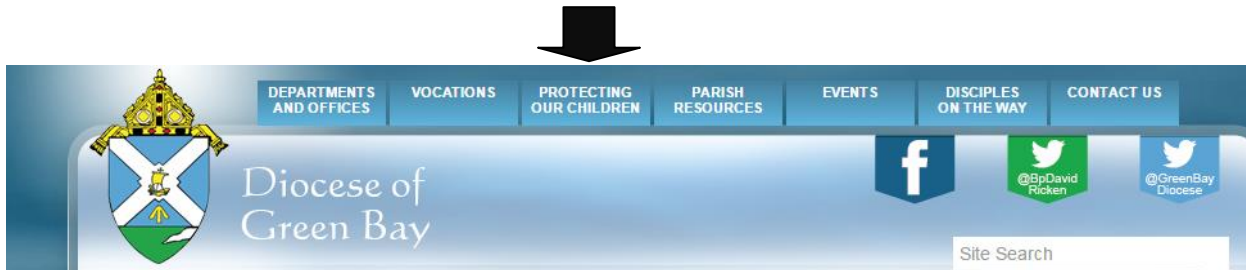 DEPARTMENTS
AND OFFICES
VOCATIONS
PROTECTING
OUR CHILDREN
PARISH
RESOURCES
EVENTS
DISCIPLES
ON THE WAY
CONTACT US
Diocese of
Green Bay
f
@BpDavid
Ricken
@GreenBay
Diocese
Site Search